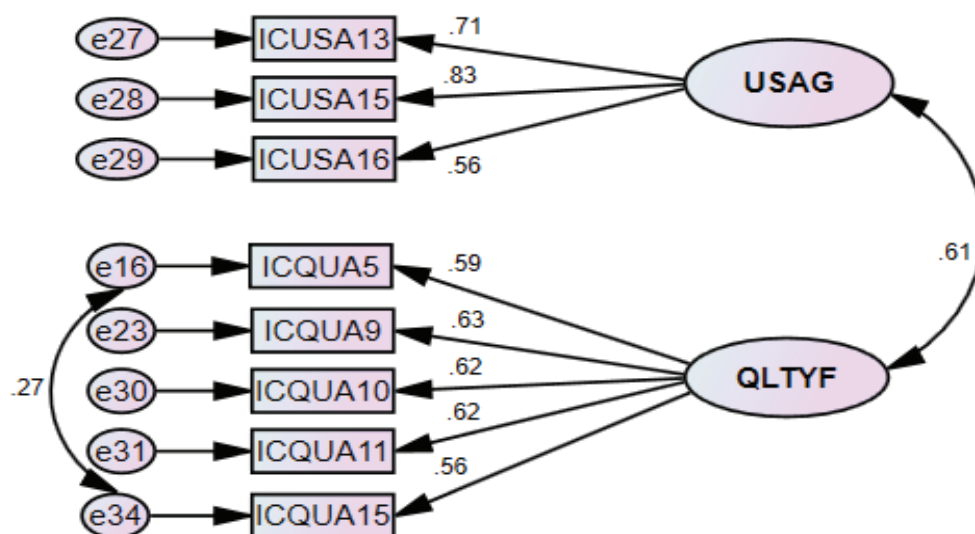 e27 ICUSA13 .71
e28 ICUSA15 .83 USAG
e29 ICUSA16 .56
.61
e16 ICQUA5 .59
e23 ICQUA9 .63
.27 e30 ICQUA10 .62 QLTYF
e31 ICQUA11 .62
e34 ICQUA15 .56